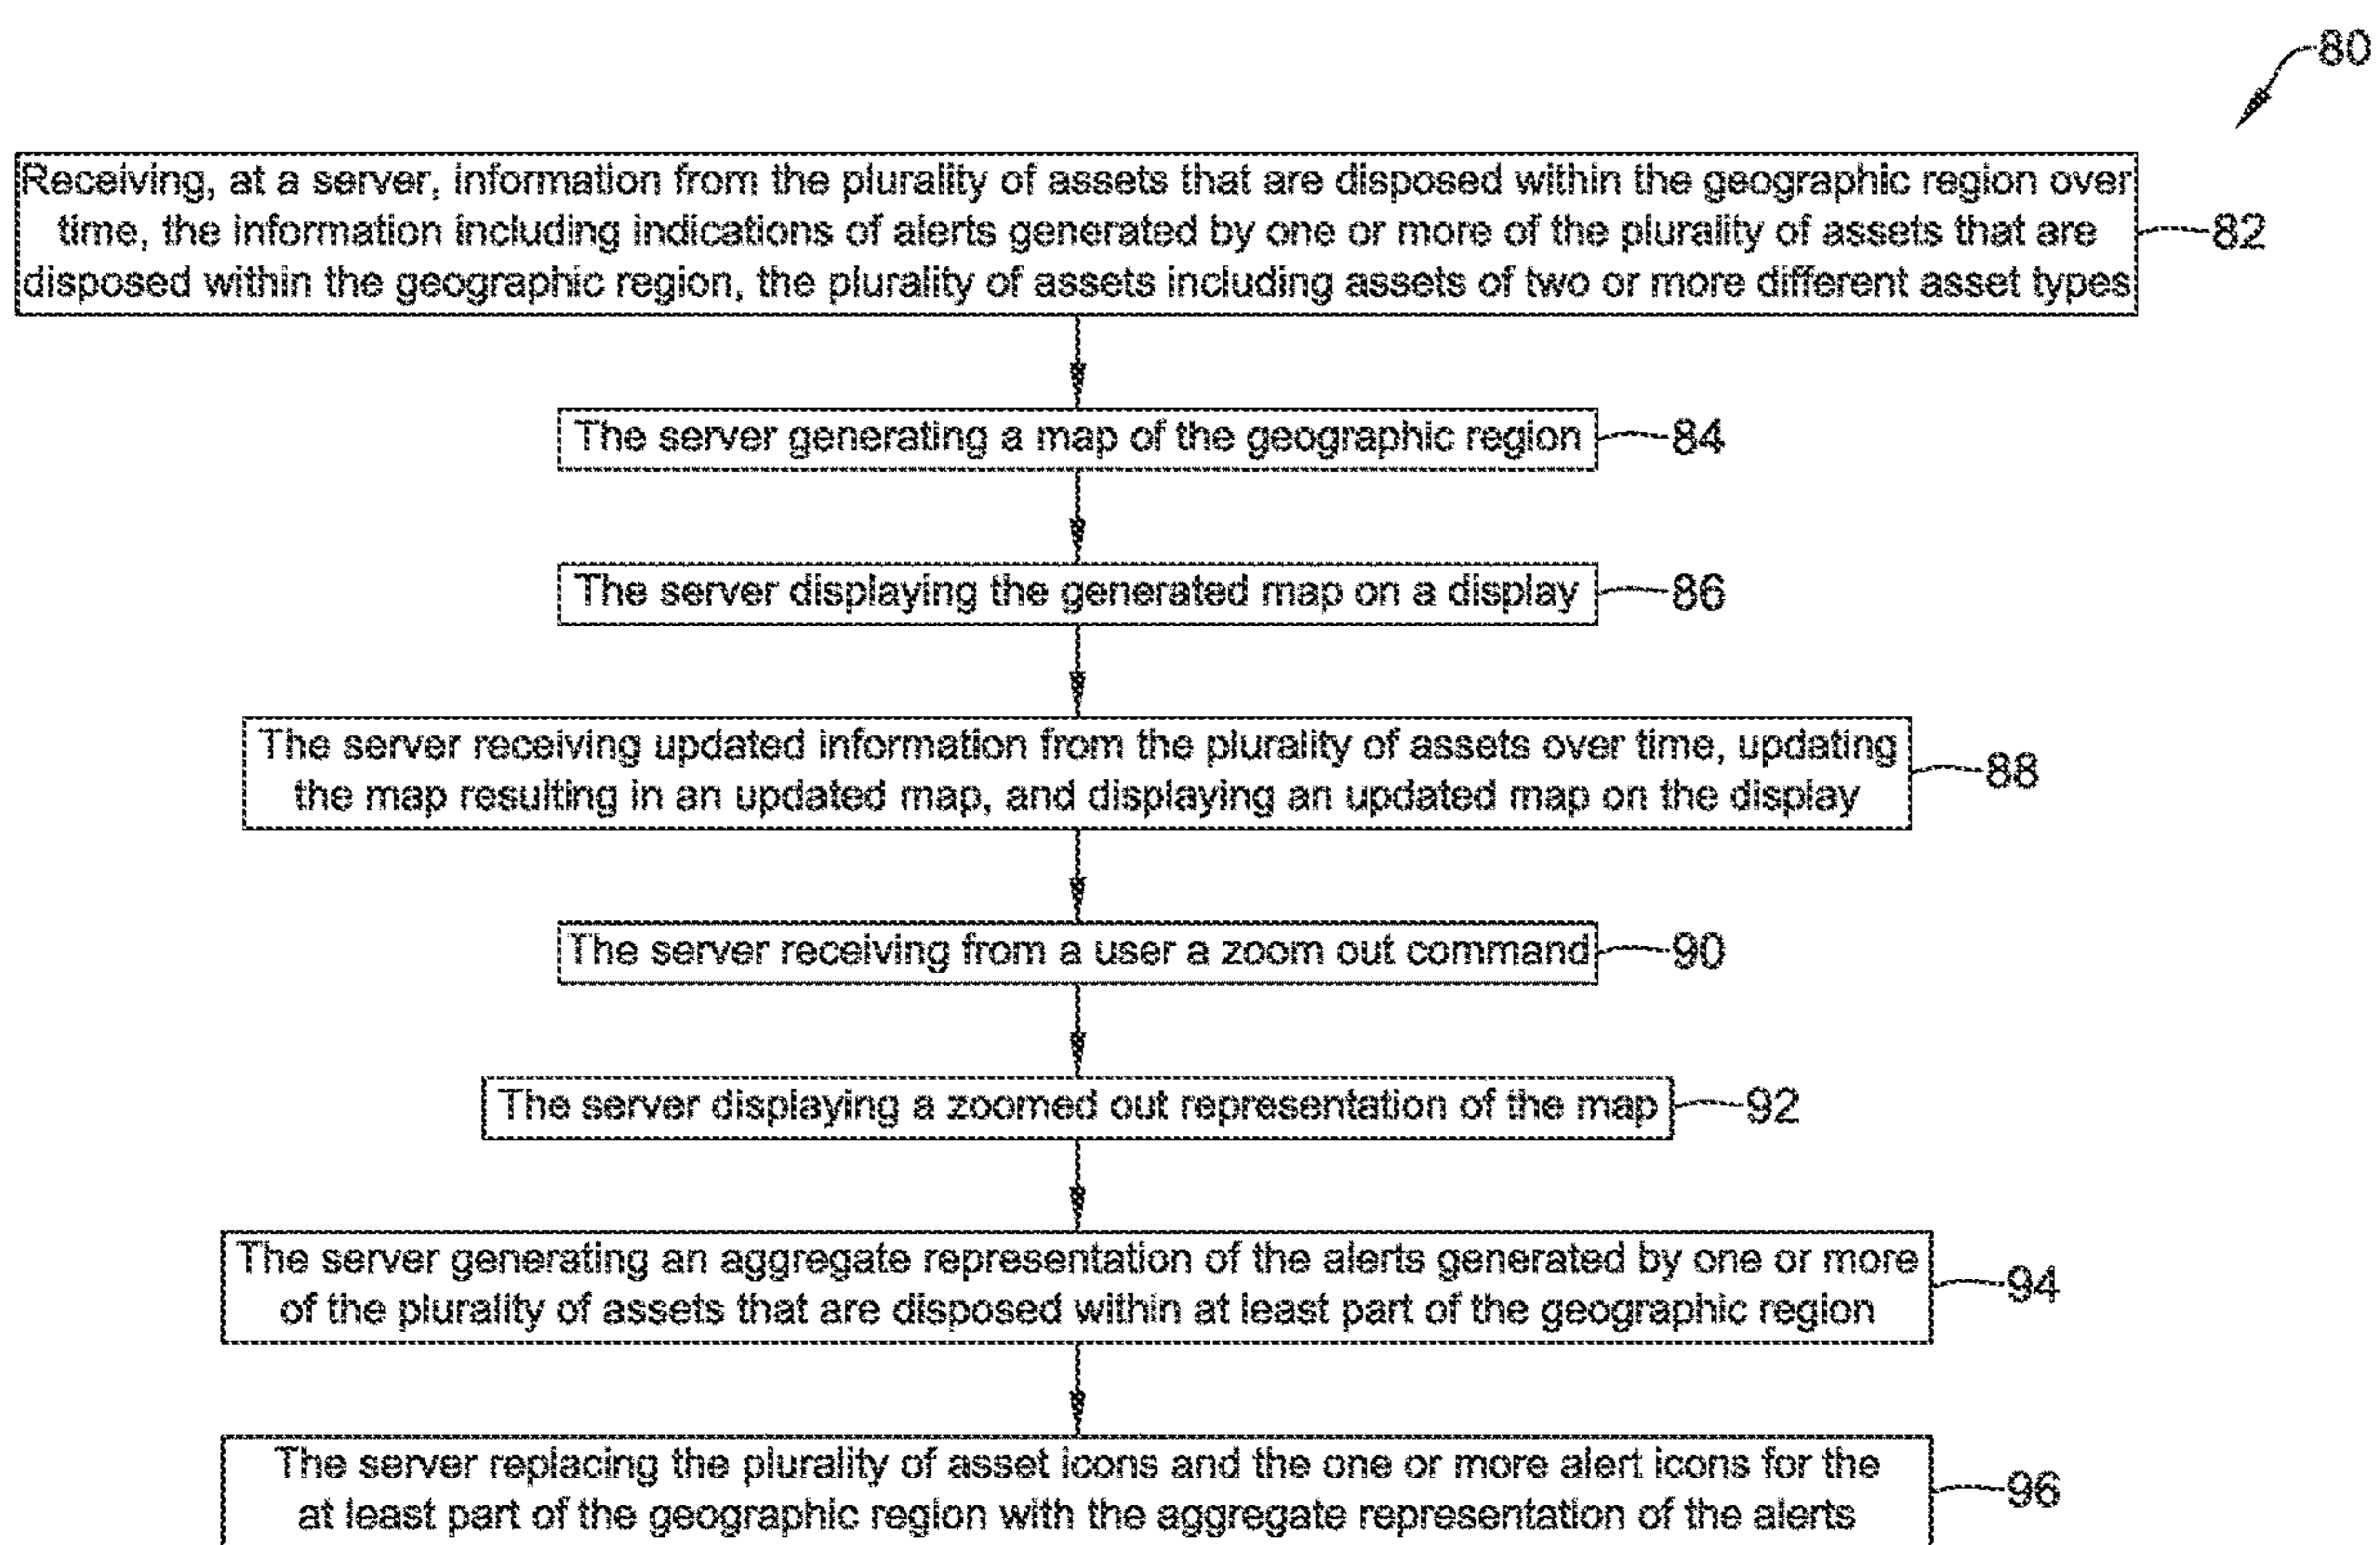 80
Receiving, at a server, information from the plurality of assets that are disposed within the geographic region over
time, the information including indications of alerts generated by one or more of the plurality of assets that are
disposed within the geographic region, the plurality of assets including assets of two or more different asset types
82
The server generating a map of the geographic region
84
The server displaying the generated map on a display
86
The server receiving updated information from the plurality of assets over time, updating
the map resulting in an updated map, and displaying an updated map on the display
88
The server receiving from a user a zoom out command
90
The server displaying a zoomed out representation of the map
92
The server generating an aggregate representation of the alerts generated by one or more
of the plurality of assets that are disposed within at least part of the geographic region
94
The server replacing the plurality of asset icons and the one or more alert icons for the
at least part of the geographic region with the aggregate representation of the alerts
96